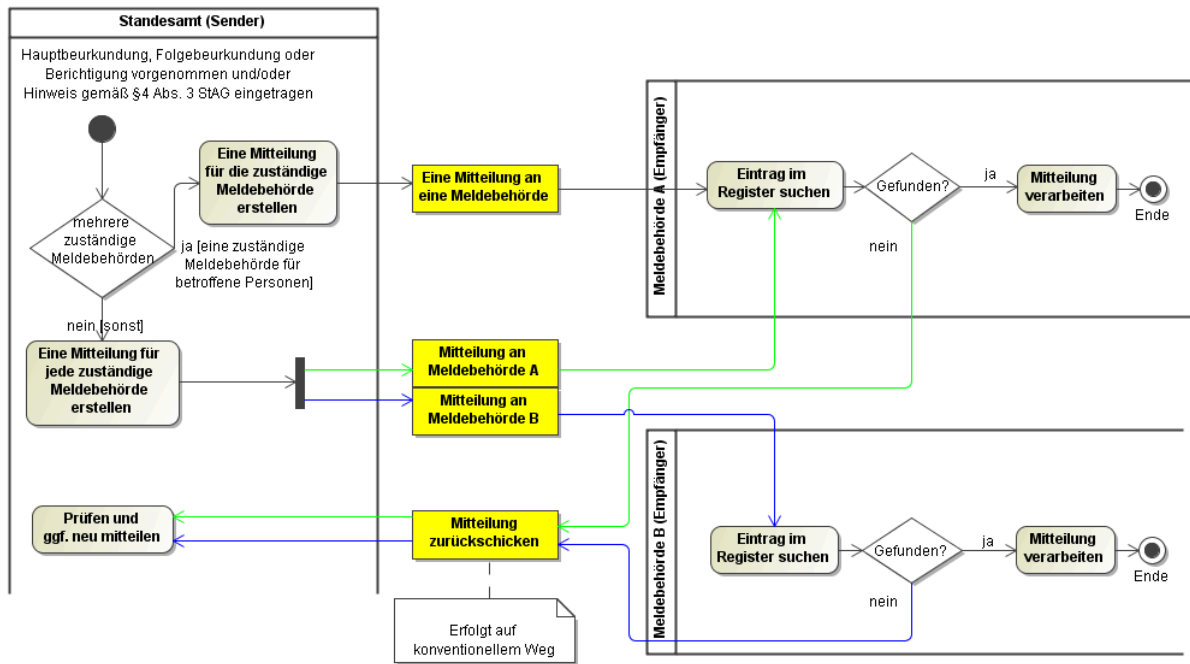 Standesamt (Sender)
Hauptbeurkundung, Folgebeurkundung oder
Berichtigung vorgenommen und/oder
Hinweis gemäß §4 Abs. 3 StAG eingetragen
Eine Mitteilung
für die zuständige
Meldebehörde
erstellen
mehrere
zuständige
Meldebehörden
ja [eine zuständige
Meldebehörde für
betroffene Personen]
nein [sonst]
Eine Mitteilung für
jede zuständige
Meldebehörde
erstellen
Prüfen und
ggf. neu mitteilen
Eine Mitteilung an
eine Meldebehörde
Mitteilung an
Meldebehörde A
Mitteilung an
Meldebehörde B
Mitteilung
zurückschicken
Erfolgt auf
konventionellem Weg
Meldebehörde A (Empfänger)
Eintrag im
Register suchen
Gefunden?
ja
nein
Mitteilung
verarbeiten
Ende
Meldebehörde B (Empfänger)
Eintrag im
Register suchen
Gefunden?
ja
nein
Mitteilung
verarbeiten
Ende